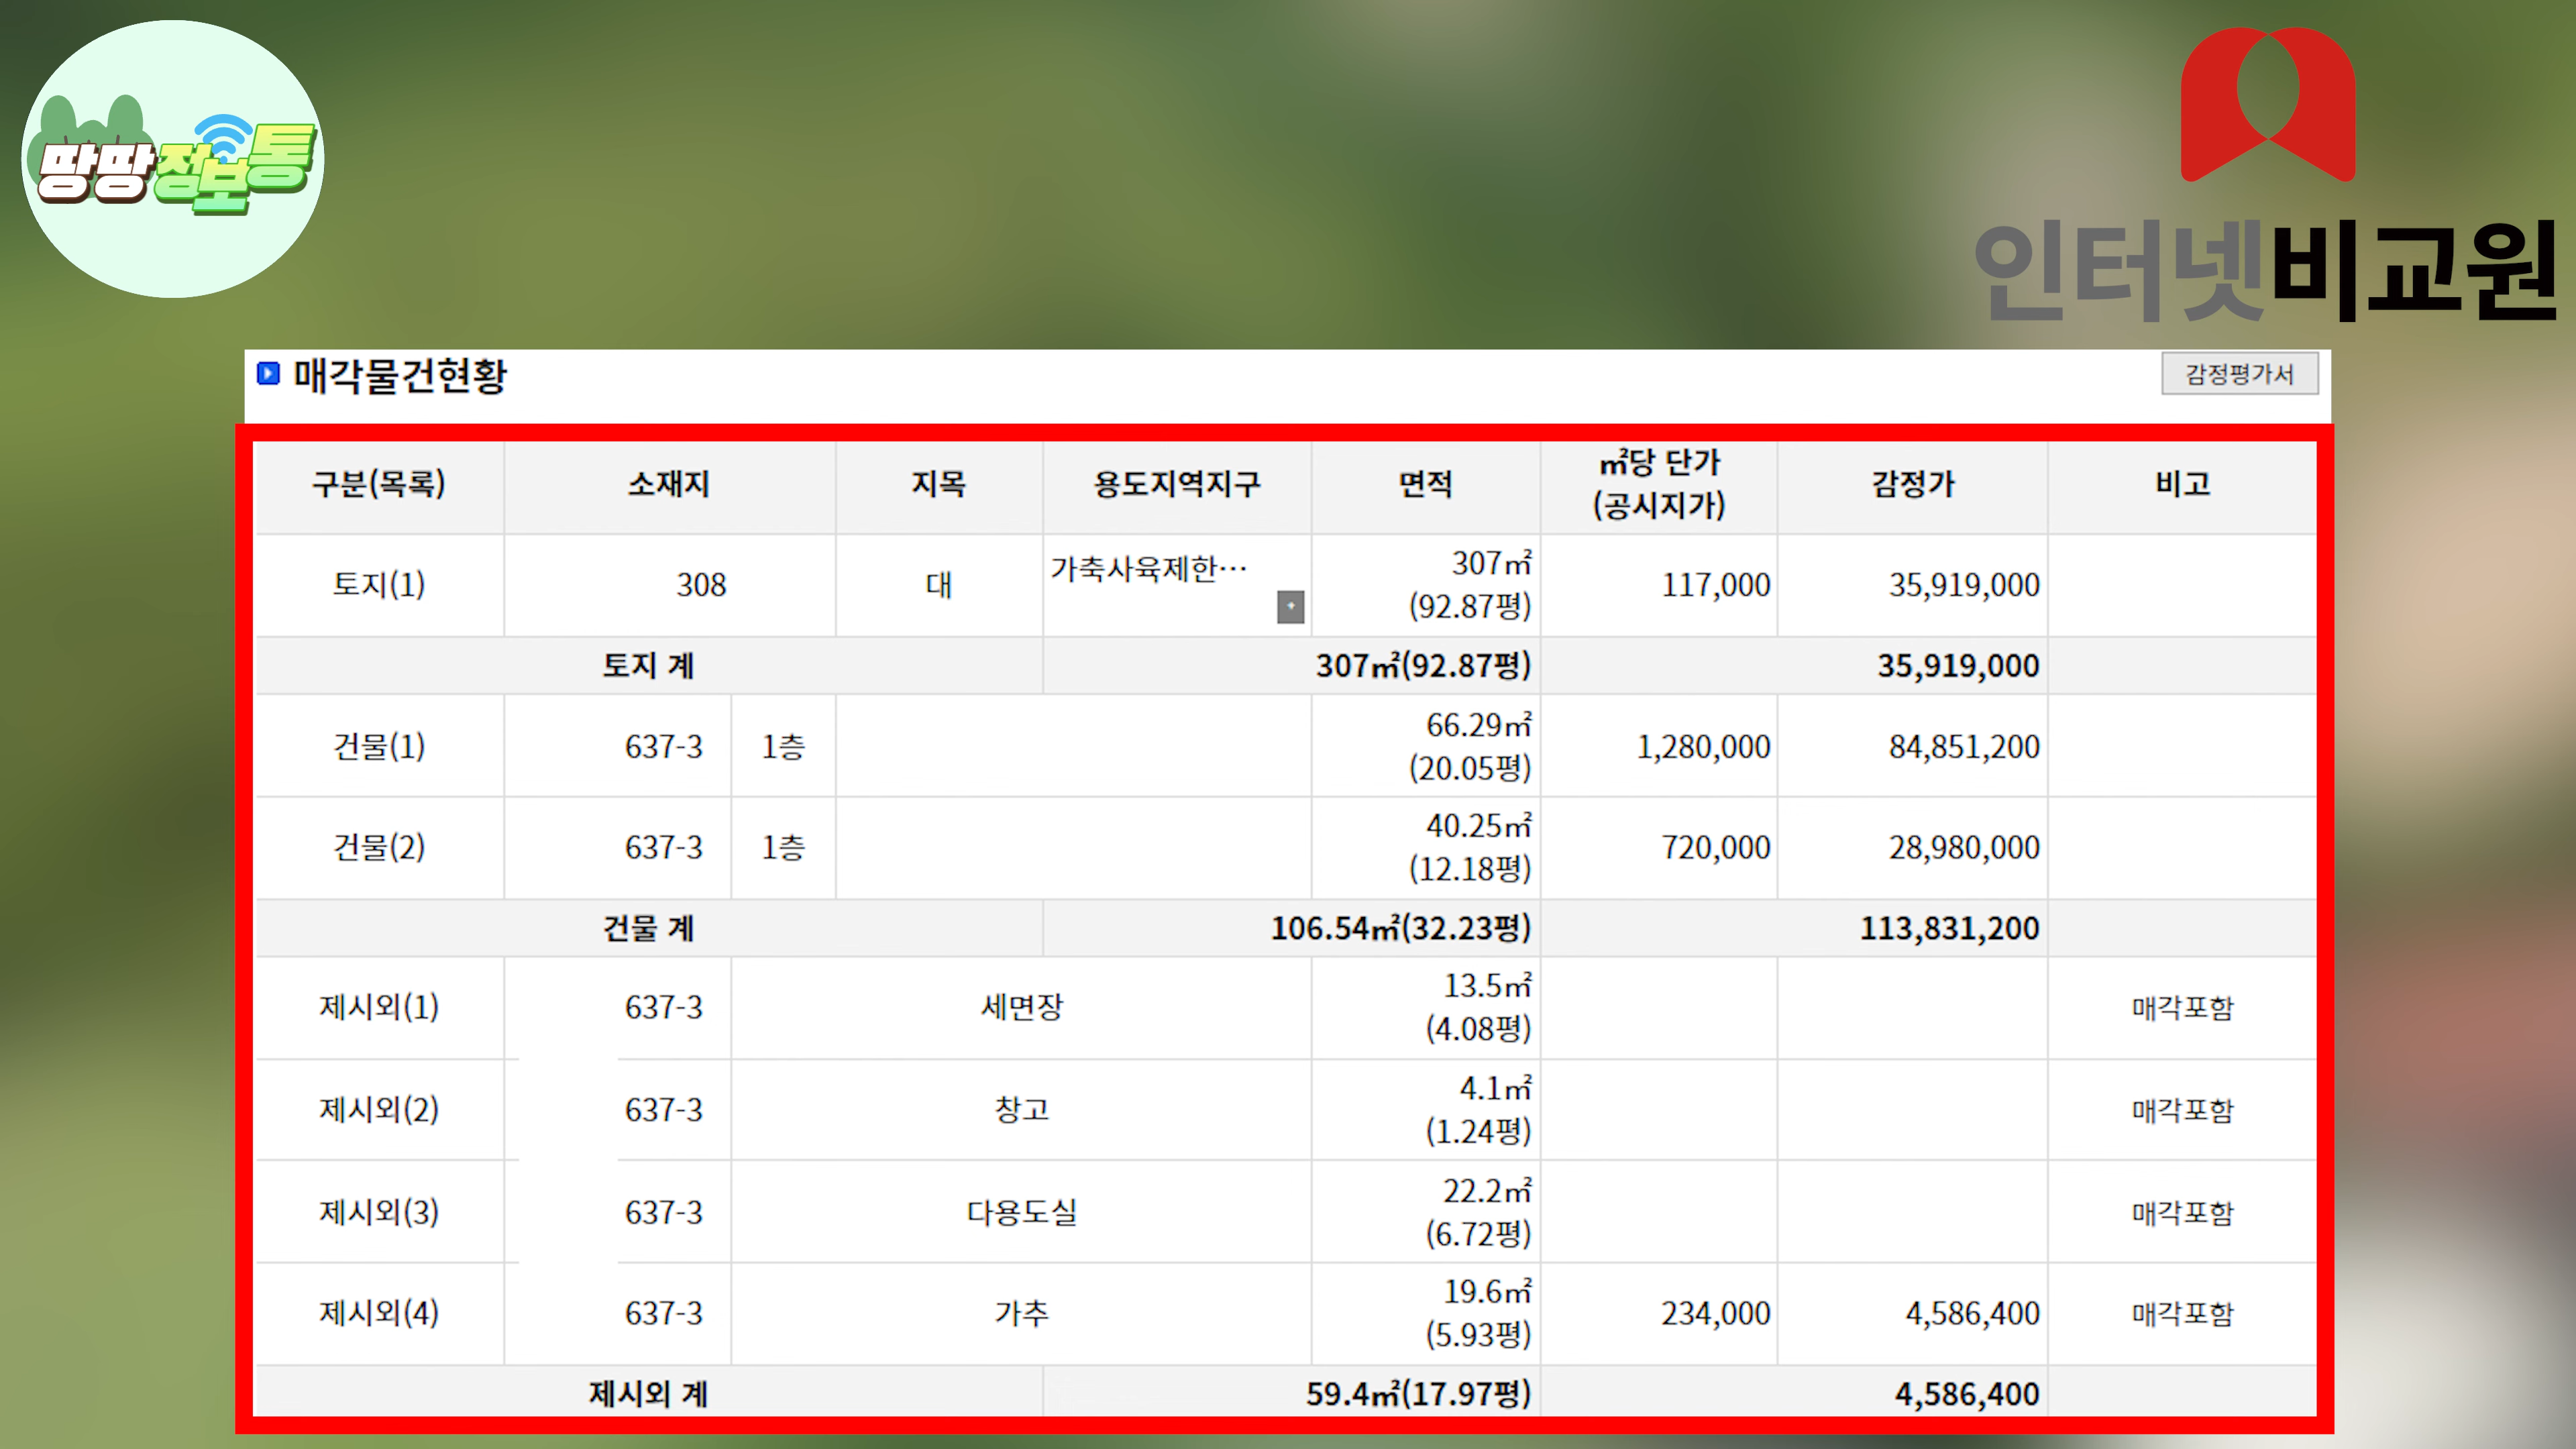 땅땅정보통
인터넷비교원
매각물건현황
감정평가서
구분(목록) 소재지 지목 용도지역지구 면적 ㎡당 단가 (공시지가) 감정가 비고
토지(1) 308 대 가축사육제한… + 307㎡ (92.87평) 117,000 35,919,000
토지 계 307㎡(92.87평) 35,919,000
건물(1) 637-3 1층 66.29㎡ (20.05평) 1,280,000 84,851,200
건물(2) 637-3 1층 40.25㎡ (12.18평) 720,000 28,980,000
건물 계 106.54㎡(32.23평) 113,831,200
제시외(1) 637-3 세면장 13.5㎡ (4.08평) 매각포함
제시외(2) 637-3 창고 4.1㎡ (1.24평) 매각포함
제시외(3) 637-3 다용도실 22.2㎡ (6.72평) 매각포함
제시외(4) 637-3 가추 19.6㎡ (5.93평) 234,000 4,586,400 매각포함
제시외 계 59.4㎡(17.97평) 4,586,400